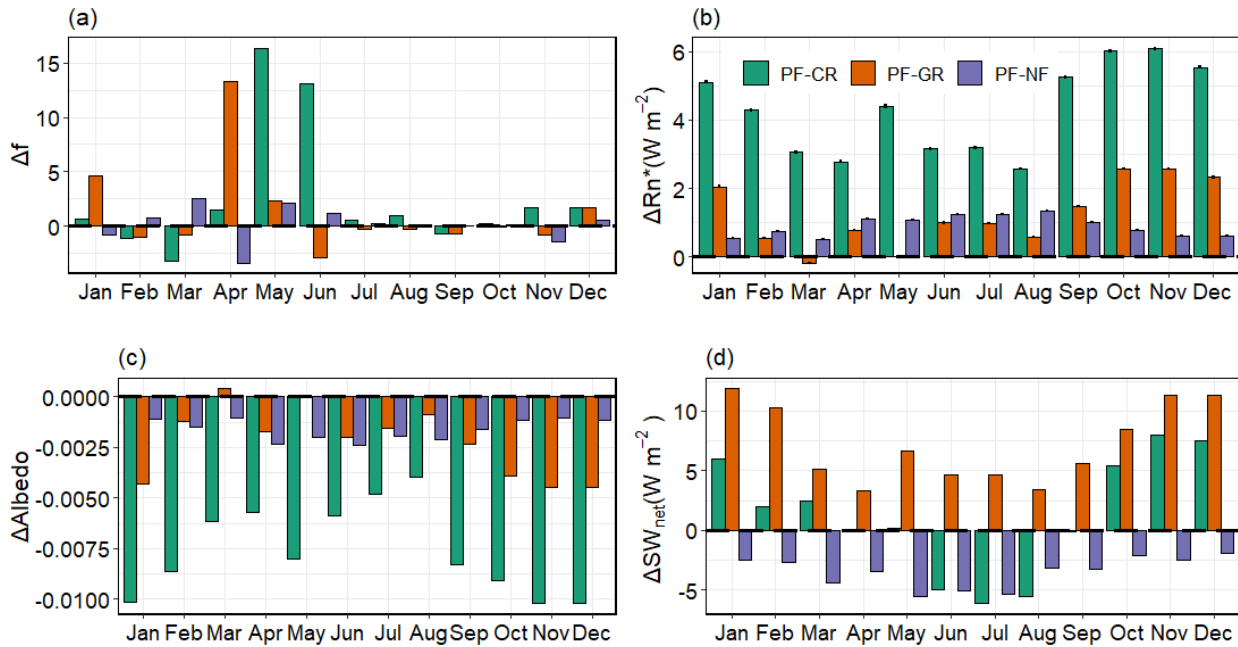 (a)
Δf
15
10
5
0
Jan Feb Mar Apr May Jun Jul Aug Sep Oct Nov Dec
(b)
ΔRn*(W m⁻²)
PF-CR PF-GR PF-NF
6
4
2
0
Jan Feb Mar Apr May Jun Jul Aug Sep Oct Nov Dec
(c)
ΔAlbedo
0.0000
-0.0025
-0.0050
-0.0075
-0.0100
Jan Feb Mar Apr May Jun Jul Aug Sep Oct Nov Dec
(d)
ΔSW_net(W m⁻²)
10
5
0
-5
Jan Feb Mar Apr May Jun Jul Aug Sep Oct Nov Dec